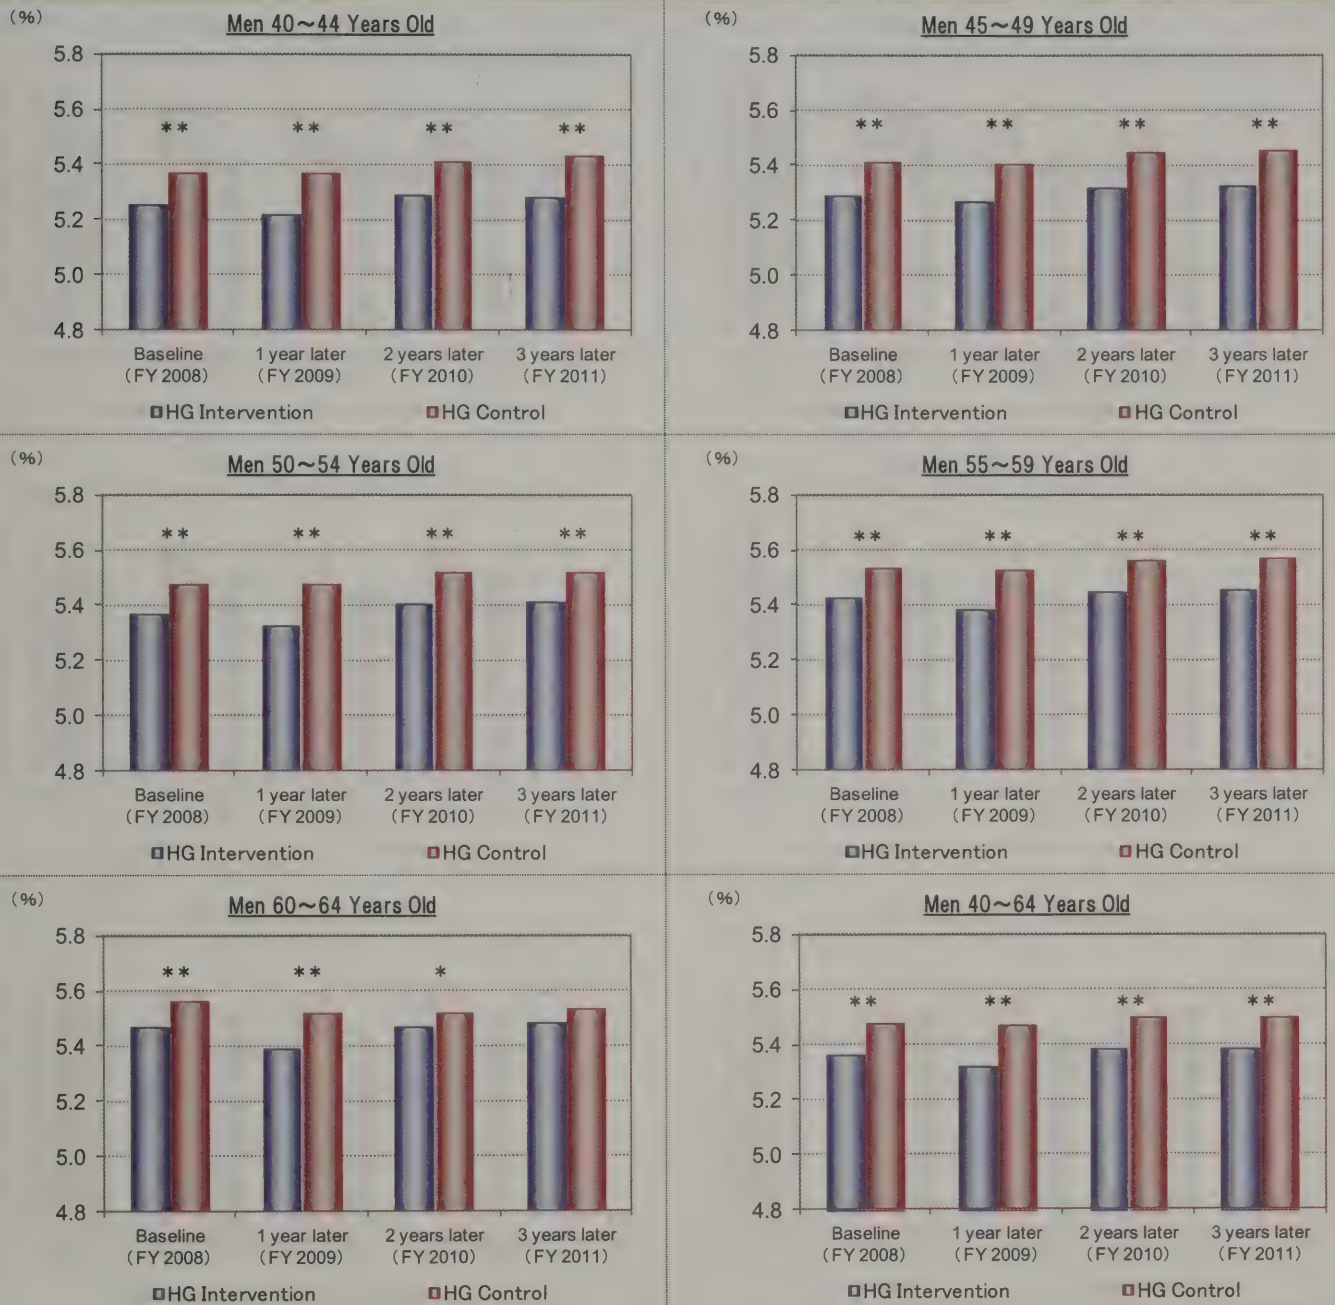 (%)
Men 40~44 Years Old
5.8
5.6
5.4
5.2
5.0
4.8
** ** ** **
Baseline 1 year later 2 years later 3 years later
(FY 2008) (FY 2009) (FY 2010) (FY 2011)
HG Intervention HG Control
(%)
Men 45~49 Years Old
5.8
5.6
5.4
5.2
5.0
4.8
** ** ** **
Baseline 1 year later 2 years later 3 years later
(FY 2008) (FY 2009) (FY 2010) (FY 2011)
HG Intervention HG Control
(%)
Men 50~54 Years Old
5.8
5.6
5.4
5.2
5.0
4.8
** ** ** **
Baseline 1 year later 2 years later 3 years later
(FY 2008) (FY 2009) (FY 2010) (FY 2011)
HG Intervention HG Control
(%)
Men 55~59 Years Old
5.8
5.6
5.4
5.2
5.0
4.8
** ** ** **
Baseline 1 year later 2 years later 3 years later
(FY 2008) (FY 2009) (FY 2010) (FY 2011)
HG Intervention HG Control
(%)
Men 60~64 Years Old
5.8
5.6
5.4
5.2
5.0
4.8
** ** *
Baseline 1 year later 2 years later 3 years later
(FY 2008) (FY 2009) (FY 2010) (FY 2011)
HG Intervention HG Control
(%)
Men 40~64 Years Old
5.8
5.6
5.4
5.2
5.0
4.8
** ** ** **
Baseline 1 year later 2 years later 3 years later
(FY 2008) (FY 2009) (FY 2010) (FY 2011)
HG Intervention HG Control